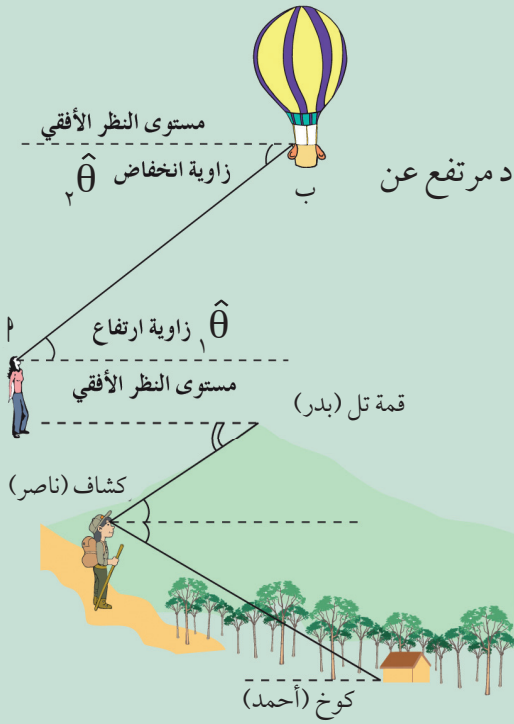 مستوى النظر الأفقي
زاوية انخفاض θ̂٢
ب
د مرتفع عن
θ̂١ زاوية ارتفاع
مستوى النظر الأفقي
قمة تل (بدر)
كشاف (ناصر)
كوخ (أحمد)